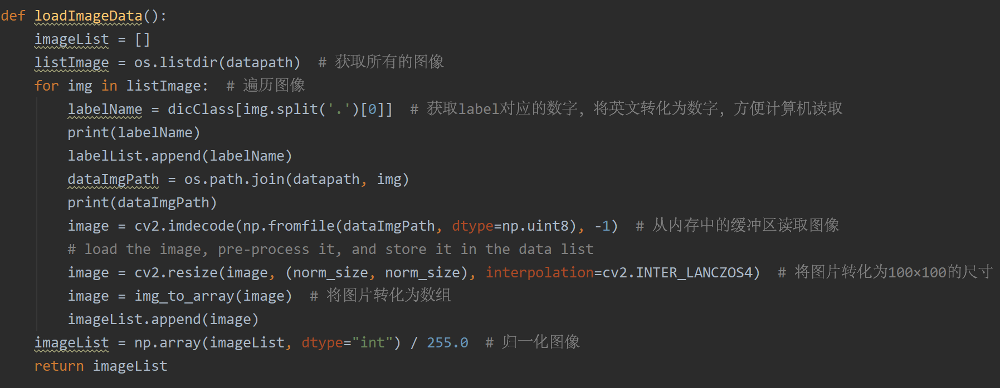 def loadImageData():
    imageList = []
    listImage = os.listdir(datapath)  # 获取所有的图像
    for img in listImage:  # 遍历图像
        labelName = dicClass[img.split('.')[0]]  # 获取label对应的数字，将英文转化为数字，方便计算机读取
        print(labelName)
        labelList.append(labelName)
        dataImgPath = os.path.join(datapath, img)
        print(dataImgPath)
        image = cv2.imdecode(np.fromfile(dataImgPath, dtype=np.uint8), -1)  # 从内存中的缓冲区读取图像
        # load the image, pre-process it, and store it in the data list
        image = cv2.resize(image, (norm_size, norm_size), interpolation=cv2.INTER_LANCZOS4)  # 将图片转化为100×100的尺寸
        image = img_to_array(image)  # 将图片转化为数组
        imageList.append(image)
    imageList = np.array(imageList, dtype="int") / 255.0  # 归一化图像
    return imageList